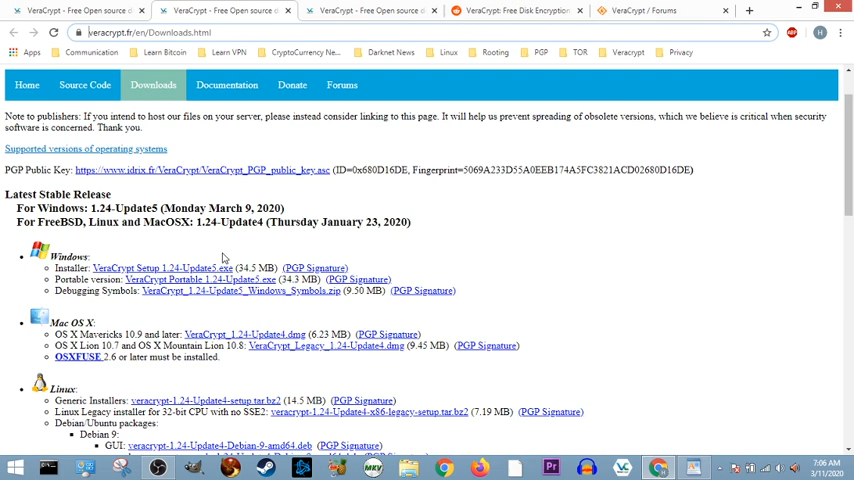 VeraCrypt - Free Open source d
VeraCrypt - Free Open source d
VeraCrypt - Free Open source d
VeraCrypt: Free Disk Encryption
VeraCrypt / Forums
veracrypt.fr/en/Downloads.html
ABP
H
Apps
Communication
Learn Bitcoin
Learn VPN
CryptoCurrency New
Darknet News
Linux
Rooting
PGP
TOR
Veracrypt
Privacy
Home
Source Code
Downloads
Documentation
Donate
Forums
Note to publishers: If you intend to host our files on your server, please instead consider linking to this page. It will help us prevent spreading of obsolete versions, which we believe is critical when security
software is concerned. Thank you.
Supported versions of operating systems
PGP Public Key: https://www.idrix.fr/VeraCrypt/VeraCrypt_PGP_public_key.asc (ID=0x680D16DE, Fingerprint=5069A233D55A0EEB174A5FC3821ACD02680D16DE)
Latest Stable Release
For Windows: 1.24-Update5 (Monday March 9, 2020)
For FreeBSD, Linux and MacOSX: 1.24-Update4 (Thursday January 23, 2020)
Windows:
Installer: VeraCrypt Setup 1.24-Update5.exe (34.5 MB) (PGP Signature)
Portable version: VeraCrypt Portable 1.24-Update5.exe (34.3 MB) (PGP Signature)
Debugging Symbols: VeraCrypt_1.24-Update5_Windows_Symbols.zip (9.50 MB) (PGP Signature)
Mac OS X:
OS X Mavericks 10.9 and later: VeraCrypt_1.24-Update4.dmg (6.23 MB) (PGP Signature)
OS X Lion 10.7 and OS X Mountain Lion 10.8: VeraCrypt_Legacy_1.24-Update4.dmg (9.45 MB) (PGP Signature)
OSXFUSE 2.6 or later must be installed.
Linux:
Generic Installers: veracrypt-1.24-Update4-setup.tar.bz2 (14.5 MB) (PGP Signature)
Linux Legacy installer for 32-bit CPU with no SSE2: veracrypt-1.24-Update4-x86-legacy-setup.tar.bz2 (7.19 MB) (PGP Signature)
Debian/Ubuntu packages:
Debian 9:
GUI: veracrypt-1.24-Update4-Debian-9-amd64.deb (PGP Signature)
MKV
Pr
7:06 AM
3/11/2020